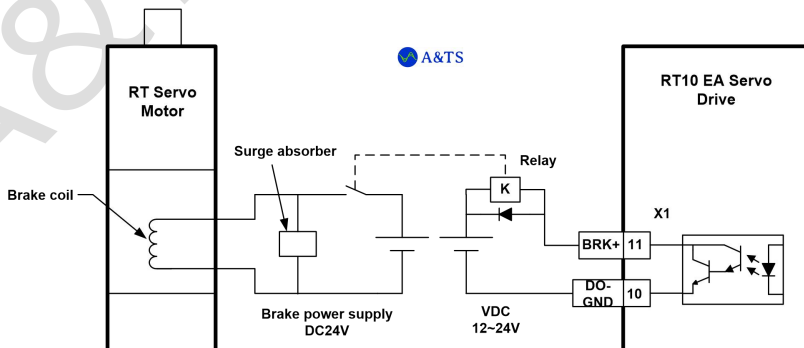 A&TS
RT Servo
Motor
RT10 EA Servo
Drive
Surge absorber
Relay
Brake coil
K
X1
BRK+
11
DO-
GND
10
Brake power supply
DC24V
VDC
12~24V